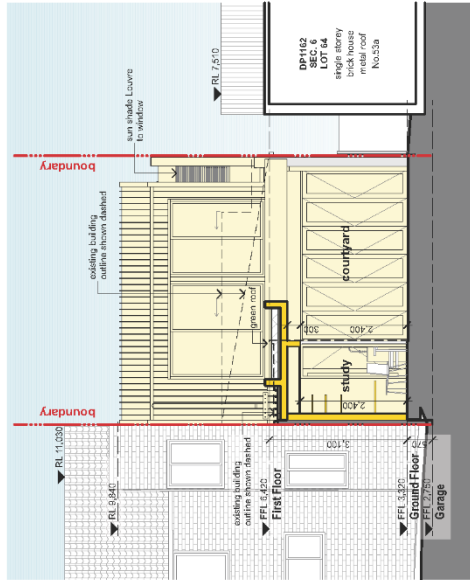 DP1162
SEC. 6
LOT 64
single storey
brick house
metal roof
No.53a
RL 7,510
sun shade Louvre
to window
boundary
existing building
outline shown dashed
courtyard
300
2,400
green roof
study
2,400
boundary
existing building
outline shown dashed
3,100
570
RL 11,030
RL 9,840
FFL 6,420
First Floor
FFL 3,320
Ground Floor
FFL 2,750
Garage